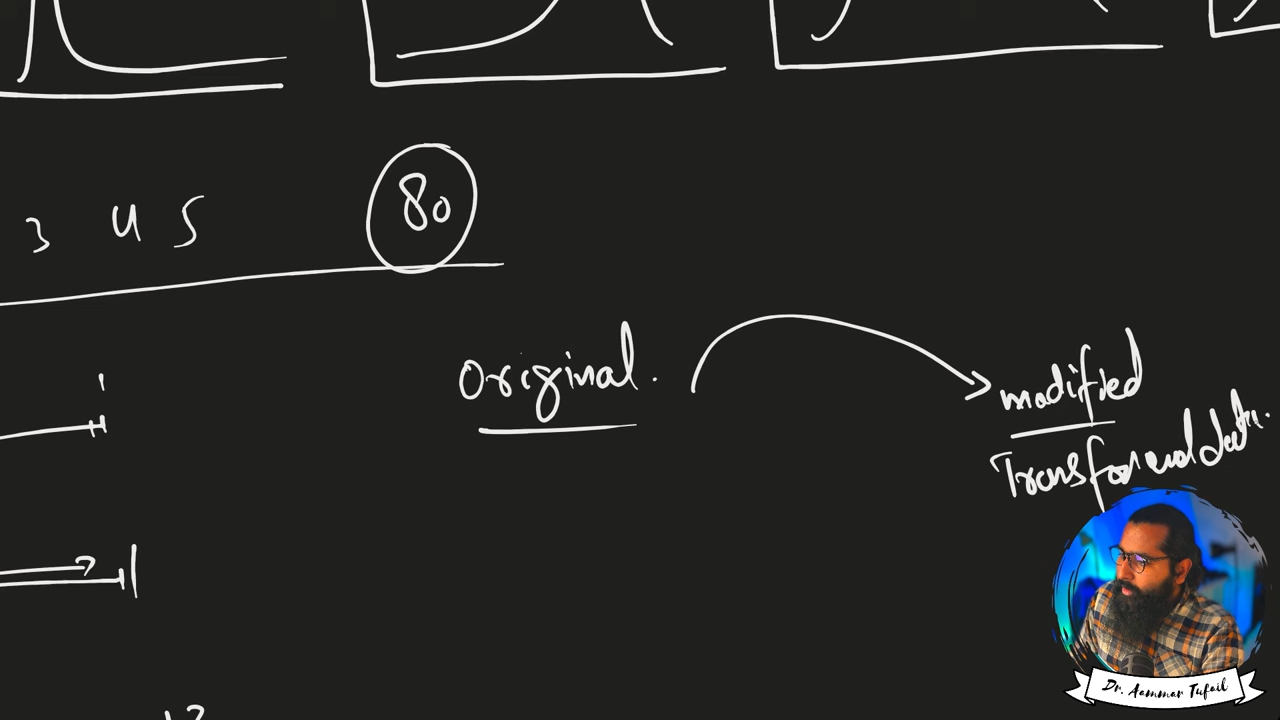 3 4 5 80
Original.
modified
Transformed data.
Dr. Aammar Tufail